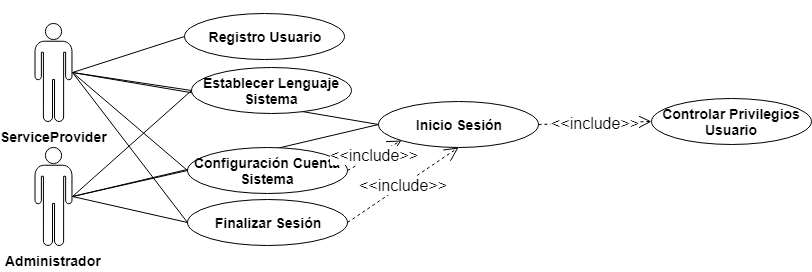 Registro Usuario
ServiceProvider
Establecer Lenguaje
Sistema
Inicio Sesión
<<include>>
Controlar Privilegios
Usuario
<<include>>
Configuración Cuenta
Sistema
<<include>>
Finalizar Sesión
Administrador